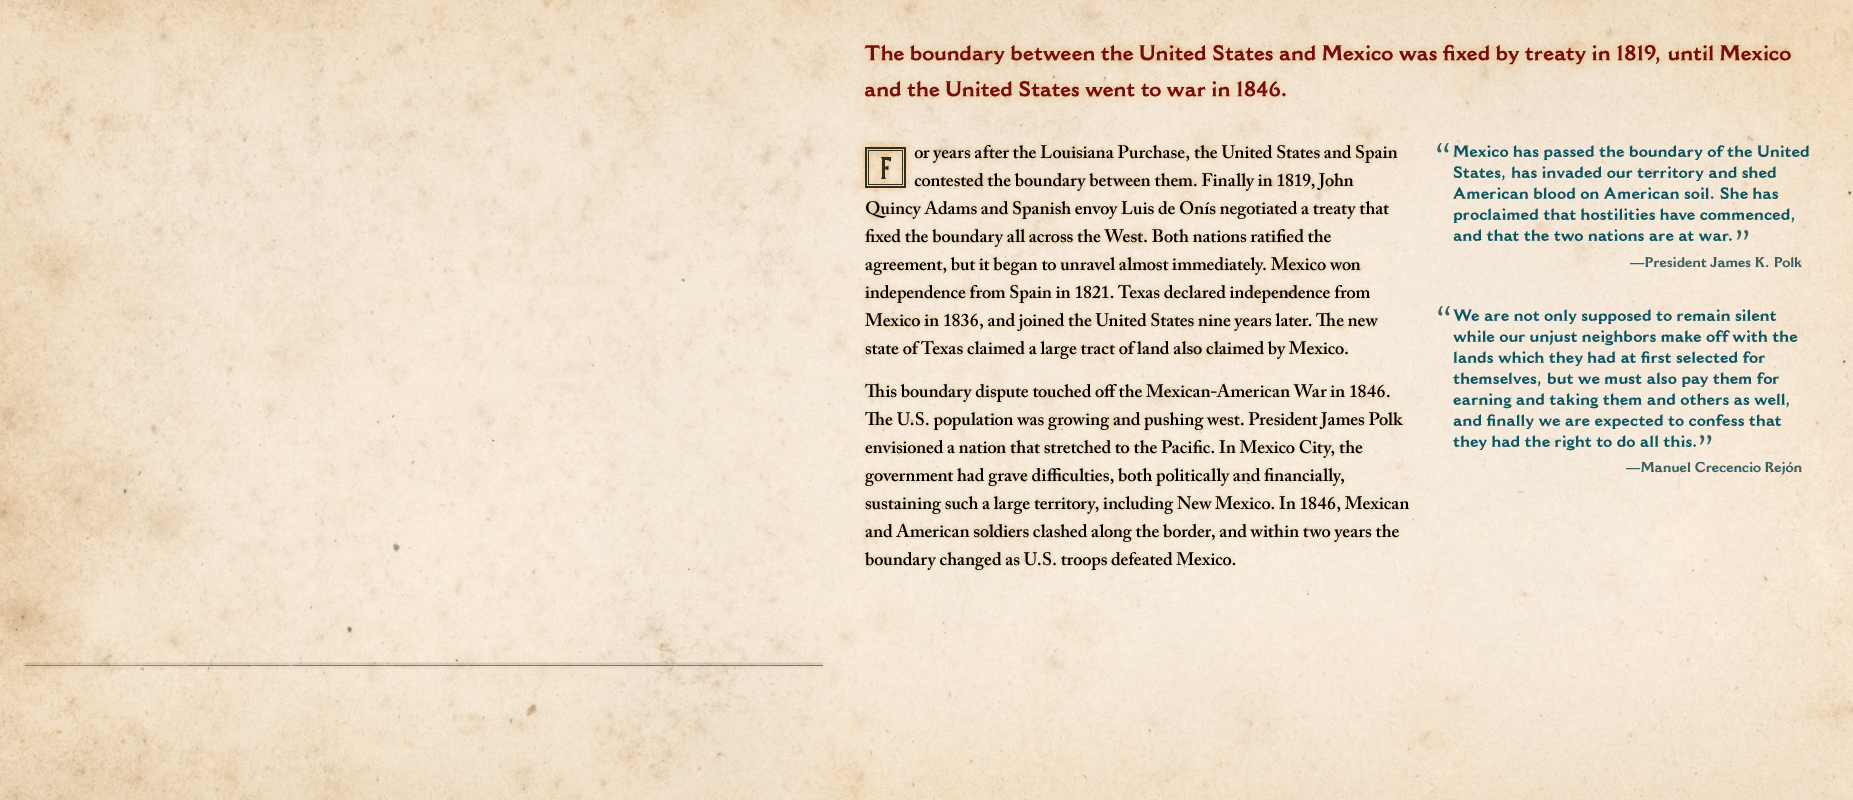 The boundary between the United States and Mexico was fixed by treaty in 1819, until Mexico
and the United States went to war in 1846.
For years after the Louisiana Purchase, the United States and Spain
contested the boundary between them. Finally in 1819, John
Quincy Adams and Spanish envoy Luis de Onís negotiated a treaty that
fixed the boundary all across the West. Both nations ratified the
agreement, but it began to unravel almost immediately. Mexico won
independence from Spain in 1821. Texas declared independence from
Mexico in 1836, and joined the United States nine years later. The new
state of Texas claimed a large tract of land also claimed by Mexico.
This boundary dispute touched off the Mexican-American War in 1846.
The U.S. population was growing and pushing west. President James Polk
envisioned a nation that stretched to the Pacific. In Mexico City, the
government had grave difficulties, both politically and financially,
sustaining such a large territory, including New Mexico. In 1846, Mexican
and American soldiers clashed along the border, and within two years the
boundary changed as U.S. troops defeated Mexico.
“Mexico has passed the boundary of the United
States, has invaded our territory and shed
American blood on American soil. She has
proclaimed that hostilities have commenced,
and that the two nations are at war.”
—President James K. Polk
“We are not only supposed to remain silent
while our unjust neighbors make off with the
lands which they had at first selected for
themselves, but we must also pay them for
earning and taking them and others as well,
and finally we are expected to confess that
they had the right to do all this.”
—Manuel Crecencio Rejón